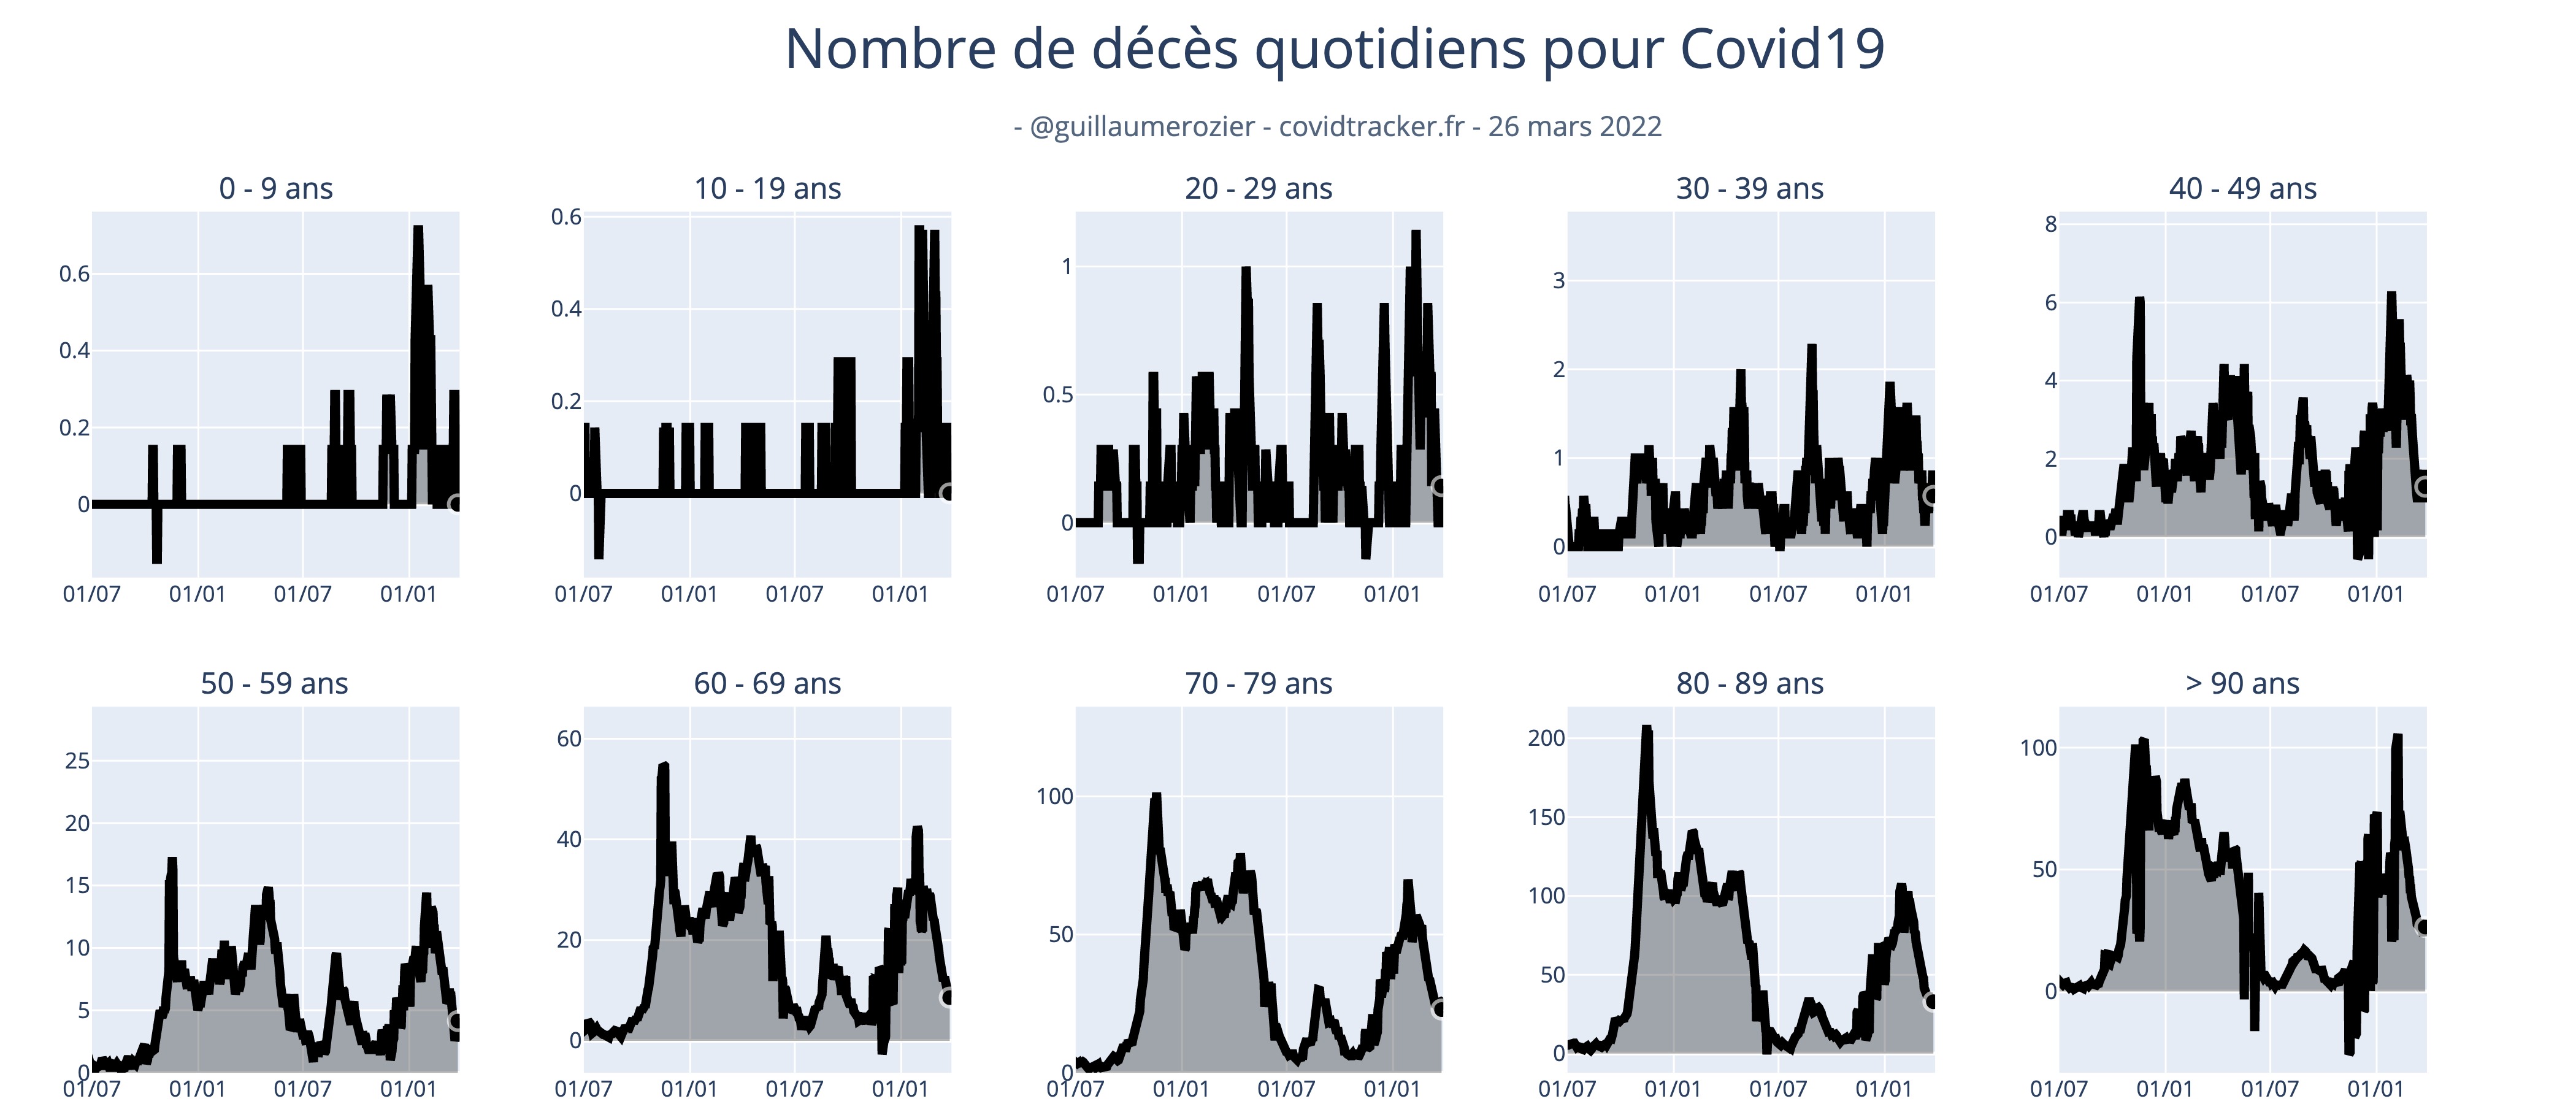 Nombre de décès quotidiens pour Covid19
- @guillaumerozier - covidtracker.fr - 26 mars 2022
0 - 9 ans
10 - 19 ans
20 - 29 ans
30 - 39 ans
40 - 49 ans
0.6
0.4
0.2
0
01/07 01/01 01/07 01/01
0.6
0.4
0.2
0
01/07 01/01 01/07 01/01
1
0.5
0
01/07 01/01 01/07 01/01
3
2
1
0
01/07 01/01 01/07 01/01
8
6
4
2
0
01/07 01/01 01/07 01/01
50 - 59 ans
60 - 69 ans
70 - 79 ans
80 - 89 ans
> 90 ans
25
20
15
10
5
0
01/07 01/01 01/07 01/01
60
40
20
0
01/07 01/01 01/07 01/01
100
50
0
01/07 01/01 01/07 01/01
200
150
100
50
0
01/07 01/01 01/07 01/01
100
50
0
01/07 01/01 01/07 01/01